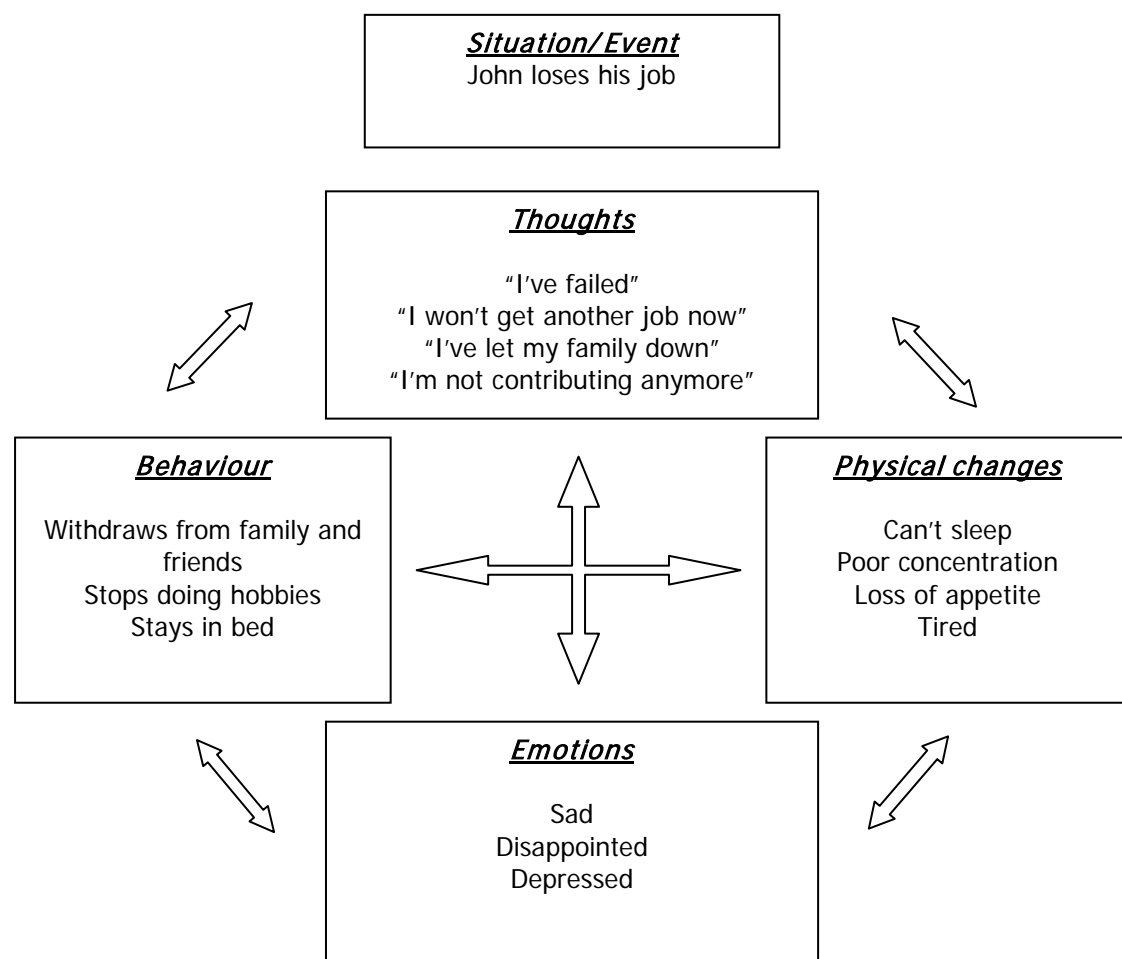 Situation/Event
John loses his job
Thoughts
“I’ve failed”
“I won’t get another job now”
“I’ve let my family down”
“I’m not contributing anymore”
Behaviour
Withdraws from family and
friends
Stops doing hobbies
Stays in bed
Physical changes
Can’t sleep
Poor concentration
Loss of appetite
Tired
Emotions
Sad
Disappointed
Depressed